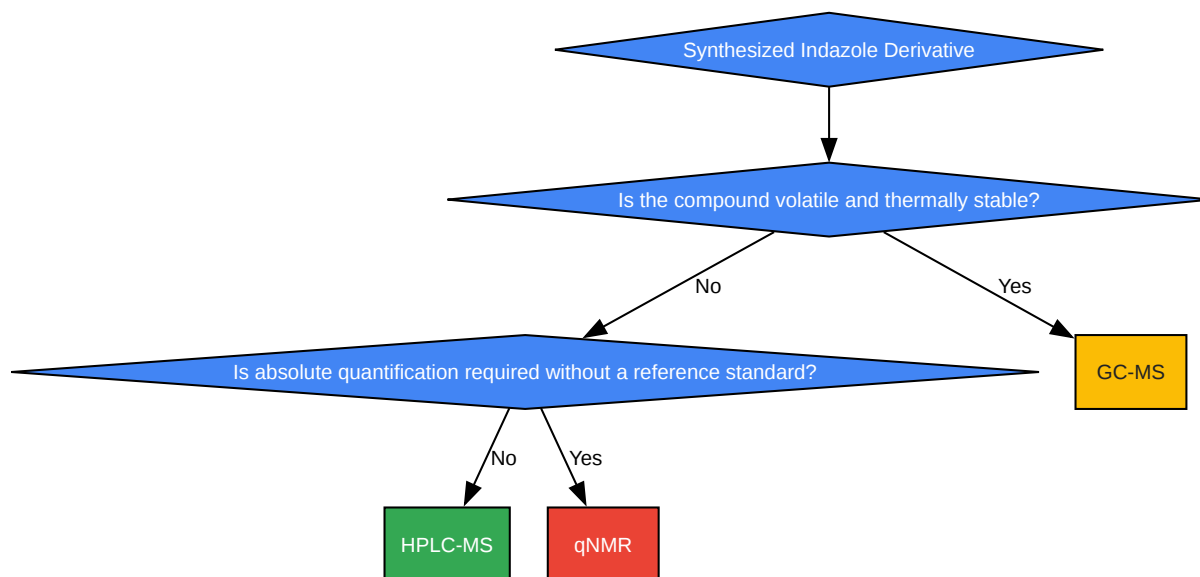 Synthesized Indazole Derivative
Is the compound volatile and thermally stable?
No
Yes
Is absolute quantification required without a reference standard?
GC-MS
No
Yes
HPLC-MS
qNMR